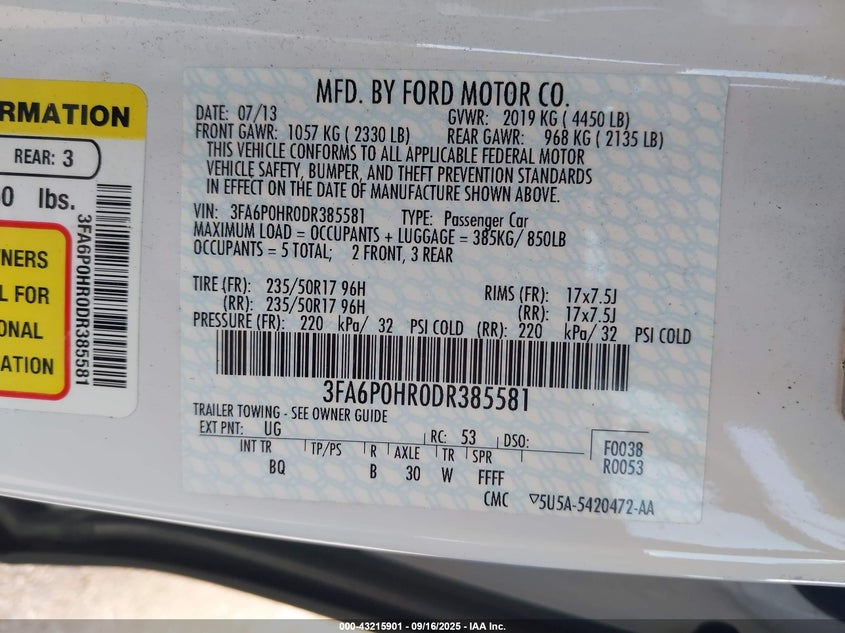 RMATION
REAR: 3
0 lbs.
TNERS
L FOR
ONAL
ATION
3FA6P0HR0DR385581
MFD. BY FORD MOTOR CO.
DATE: 07/13 GVWR: 2019 KG ( 4450 LB)
FRONT GAWR: 1057 KG ( 2330 LB) REAR GAWR: 968 KG ( 2135 LB)
THIS VEHICLE CONFORMS TO ALL APPLICABLE FEDERAL MOTOR
VEHICLE SAFETY, BUMPER, AND THEFT PREVENTION STANDARDS
IN EFFECT ON THE DATE OF MANUFACTURE SHOWN ABOVE.
VIN: 3FA6P0HR0DR385581 TYPE: Passenger Car
MAXIMUM LOAD = OCCUPANTS + LUGGAGE = 385KG/ 850LB
OCCUPANTS = 5 TOTAL; 2 FRONT, 3 REAR
TIRE (FR): 235/50R17 96H RIMS (FR): 17x7.5J
(RR): 235/50R17 96H (RR): 17x7.5J
PRESSURE (FR): 220 kPa/ 32 PSI COLD (RR): 220 kPa/ 32 PSI COLD
3FA6P0HR0DR385581
TRAILER TOWING - SEE OWNER GUIDE
EXT PNT: UG RC: 53 DSO:
INT TR TP/PS R AXLE TR SPR
BQ B 30 W FFFF
F0038
R0053
CMC ▽5U5A-5420472-AA
000-43215901 - 09/16/2025 - IAA Inc.